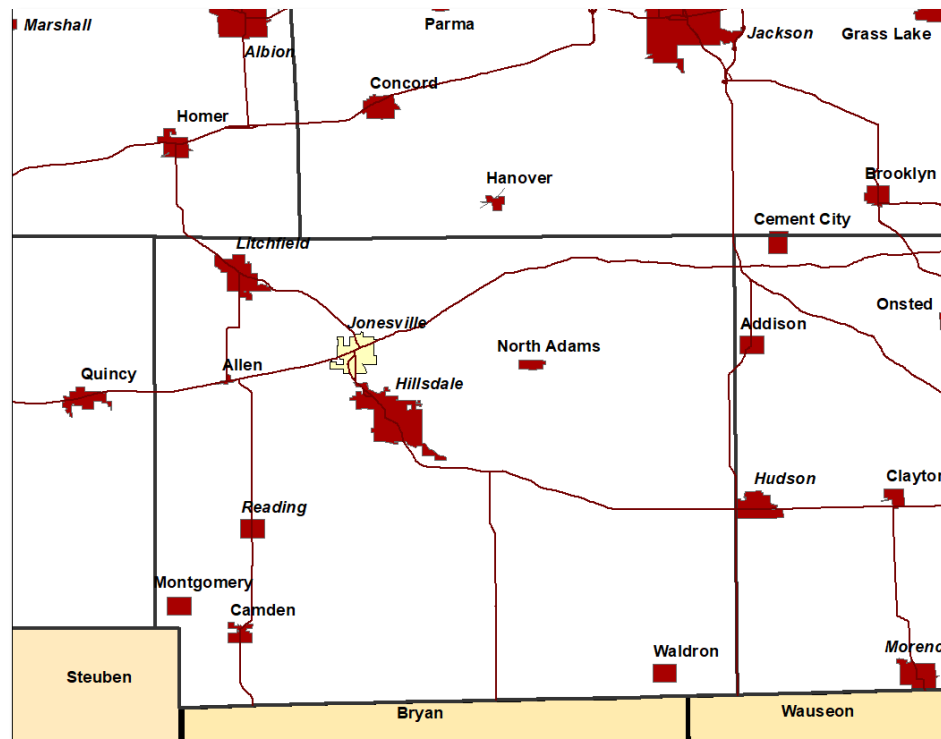 Marshall
Parma
Albion
Jackson
Grass Lake
Concord
Homer
Hanover
Brooklyn
Cement City
Litchfield
Onsted
Jonesville
Addison
North Adams
Allen
Quincy
Hillsdale
Hudson
Clayton
Reading
Montgomery
Camden
Waldron
Morenc
Steuben
Bryan
Wauseon